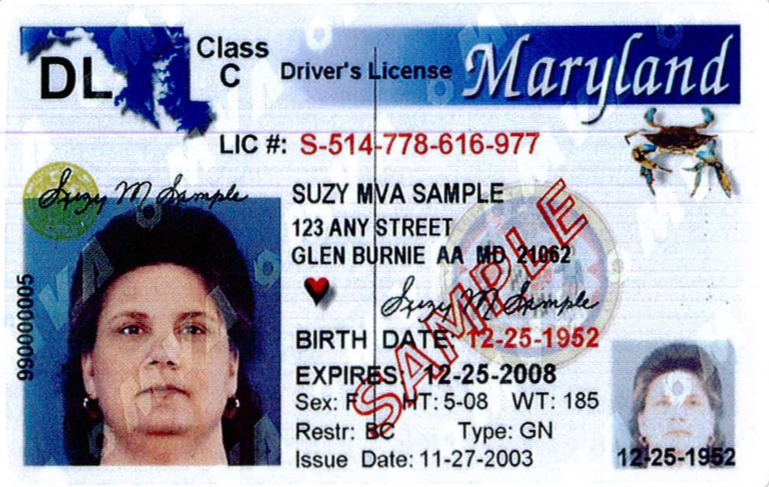 DL
Class
C
Driver's License
Maryland
LIC #: S-514-778-616-977
Suzy M Sample
SUZY MVA SAMPLE
123 ANY STREET
GLEN BURNIE AA MD 21062
Suzy M Sample
SAMPLE
BIRTH DATE: 12-25-1952
EXPIRES: 12-25-2008
Sex: F HT: 5-08 WT: 185
Restr: BC Type: GN
Issue Date: 11-27-2003
990000005
12-25-1952